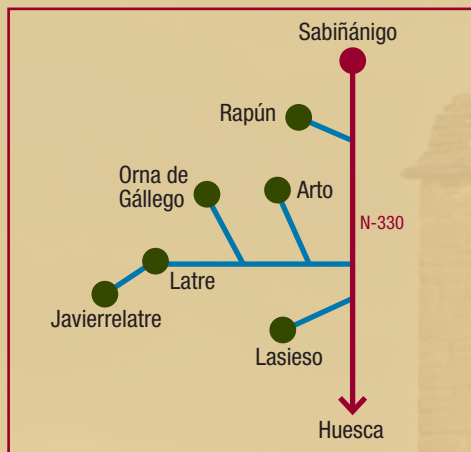 Sabiñánigo
Rapún
Orna de
Gállego
Arto
N-330
Latre
Javierrelatre
Lasieso
Huesca